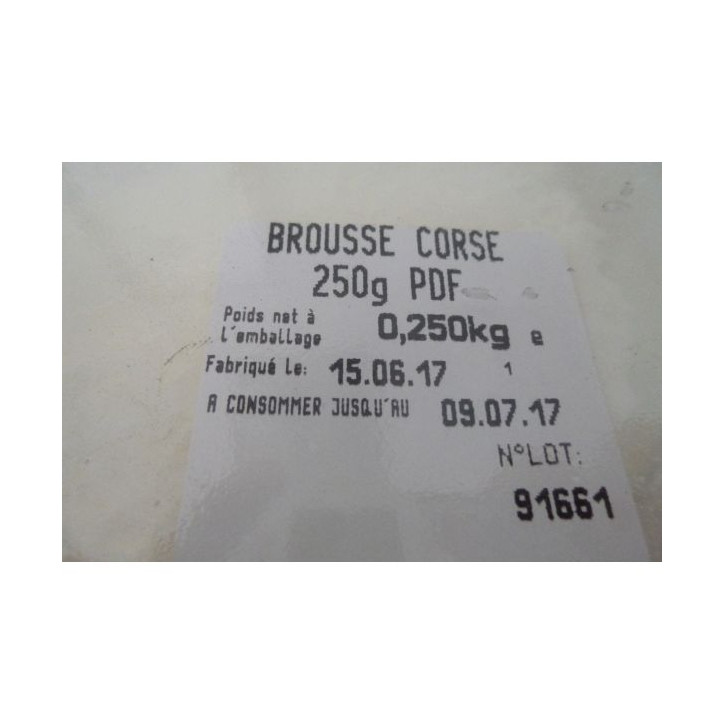 BROUSSE CORSE
250g PDF
Poids net à
l'emballage 0,250kg e
Fabriqué le: 15.06.17 1
A CONSOMMER JUSQU'AU 09.07.17
N°LOT:
91661